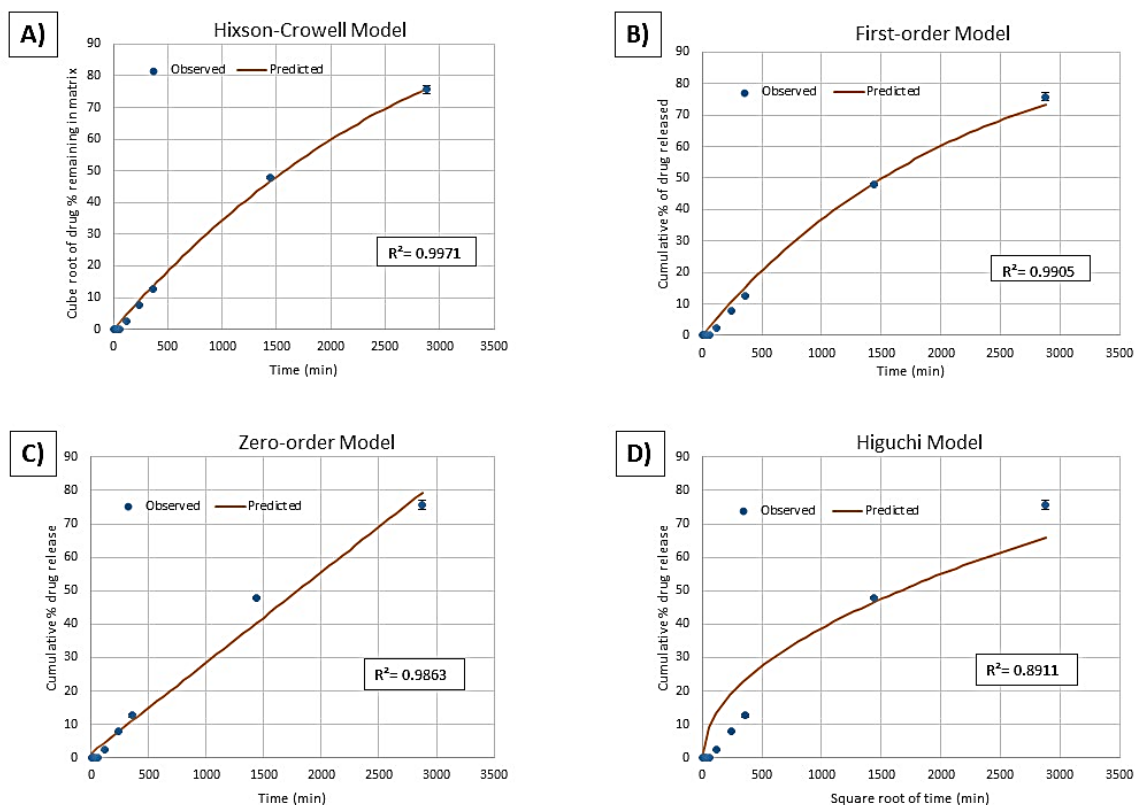 A)
Hixson-Crowell Model
Cube root of drug % remaining in matrix
90
80
70
60
50
40
30
20
10
0
Observed
Predicted
R²= 0.9971
0 500 1000 1500 2000 2500 3000 3500
Time (min)
B)
First-order Model
Cumulative % of drug released
90
80
70
60
50
40
30
20
10
0
Observed
Predicted
R²= 0.9905
0 500 1000 1500 2000 2500 3000 3500
Time (min)
C)
Zero-order Model
Cumulative % drug release
90
80
70
60
50
40
30
20
10
0
Observed
Predicted
R²= 0.9863
0 500 1000 1500 2000 2500 3000 3500
Time (min)
D)
Higuchi Model
Cumulative % drug release
90
80
70
60
50
40
30
20
10
0
Observed
Predicted
R²= 0.8911
0 500 1000 1500 2000 2500 3000 3500
Square root of time (min)